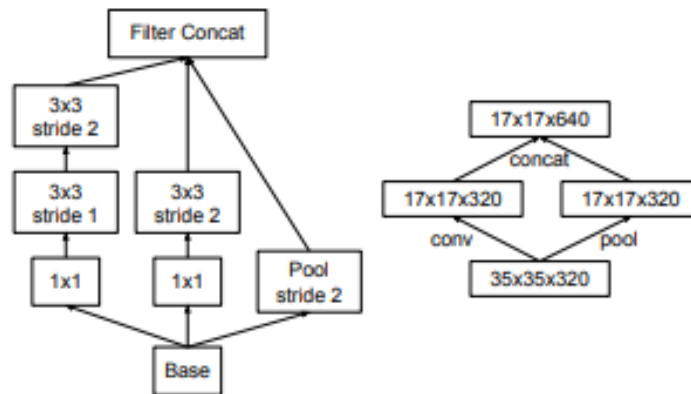 Filter Concat
3x3
stride 2
3x3
stride 1
3x3
stride 2
1x1
1x1
Pool
stride 2
Base
17x17x640
concat
17x17x320
17x17x320
conv
pool
35x35x320